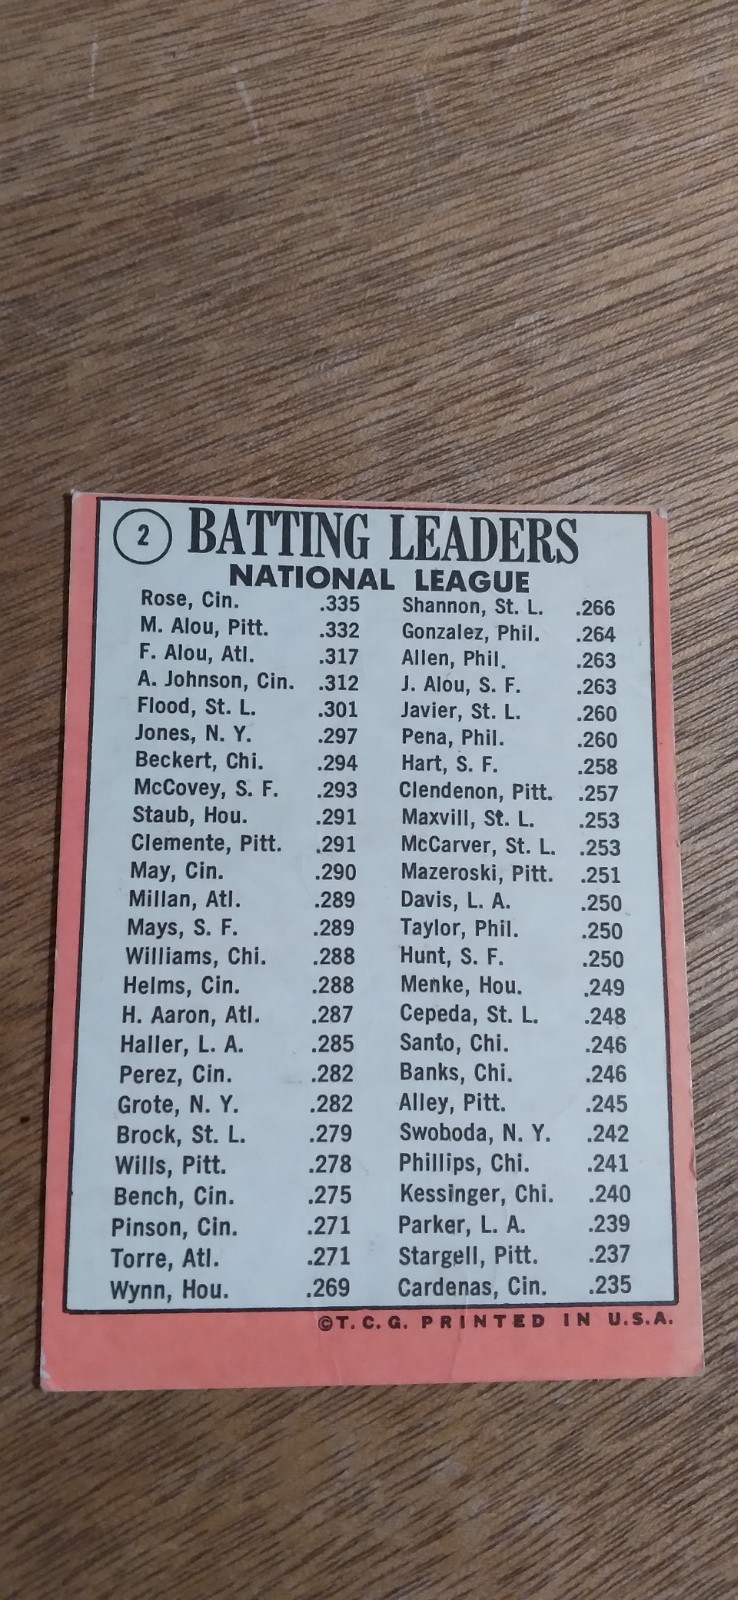 2 BATTING LEADERS
NATIONAL LEAGUE
Rose, Cin. .335
M. Alou, Pitt. .332
F. Alou, Atl. .317
A. Johnson, Cin. .312
Flood, St. L. .301
Jones, N. Y. .297
Beckert, Chi. .294
McCovey, S. F. .293
Staub, Hou. .291
Clemente, Pitt. .291
May, Cin. .290
Millan, Atl. .289
Mays, S. F. .289
Williams, Chi. .288
Helms, Cin. .288
H. Aaron, Atl. .287
Haller, L. A. .285
Perez, Cin. .282
Grote, N. Y. .282
Brock, St. L. .279
Wills, Pitt. .278
Bench, Cin. .275
Pinson, Cin. .271
Torre, Atl. .271
Wynn, Hou. .269
Shannon, St. L. .266
Gonzalez, Phil. .264
Allen, Phil. .263
J. Alou, S. F. .263
Javier, St. L. .260
Pena, Phil. .260
Hart, S. F. .258
Clendenon, Pitt. .257
Maxvill, St. L. .253
McCarver, St. L. .253
Mazeroski, Pitt. .251
Davis, L. A. .250
Taylor, Phil. .250
Hunt, S. F. .250
Menke, Hou. .249
Cepeda, St. L. .248
Santo, Chi. .246
Banks, Chi. .246
Alley, Pitt. .245
Swoboda, N. Y. .242
Phillips, Chi. .241
Kessinger, Chi. .240
Parker, L. A. .239
Stargell, Pitt. .237
Cardenas, Cin. .235
©T. C. G. PRINTED IN U.S.A.